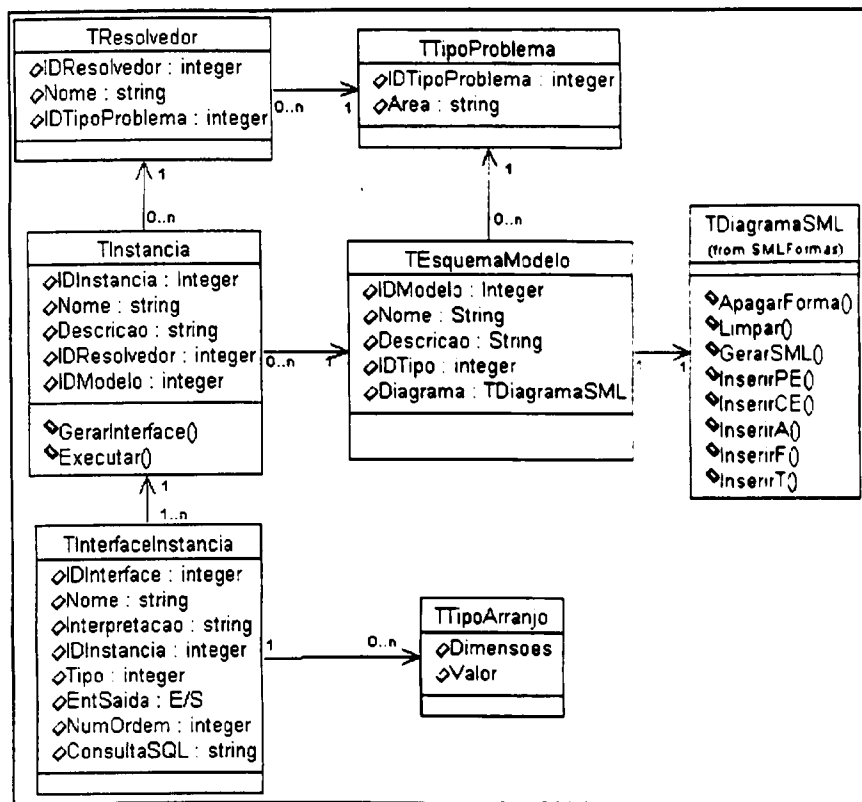 TResolvedor
IDResolvedor : integer
Nome : string
IDTipoProblema : integer
0..n
1
TTipoProblema
IDTipoProblema : integer
Area : string
1
0..n
1
0..n
TInstancia
IDInstancia : Integer
Nome : string
Descricao : string
IDResolvedor : integer
IDModelo : integer
GerarInterface()
Executar()
0..n
1
TEsquemaModelo
IDModelo : Integer
Nome : String
Descricao : String
IDTipo : integer
Diagrama : TDiagramaSML
1
1
TDiagramaSML
(from SMLFormas)
ApagarForma()
Limpar()
GerarSML()
InserirPE()
InserirCE()
InserirA()
InserirF()
InserirT()
1
1..n
TInterfaceInstancia
IDInterface : integer
Nome : string
Interpretacao : string
IDInstancia : integer
Tipo : integer
EntSaida : E/S
NumOrdem : integer
ConsultaSQL : string
1
0..n
TTipoArranjo
Dimensoes
Valor